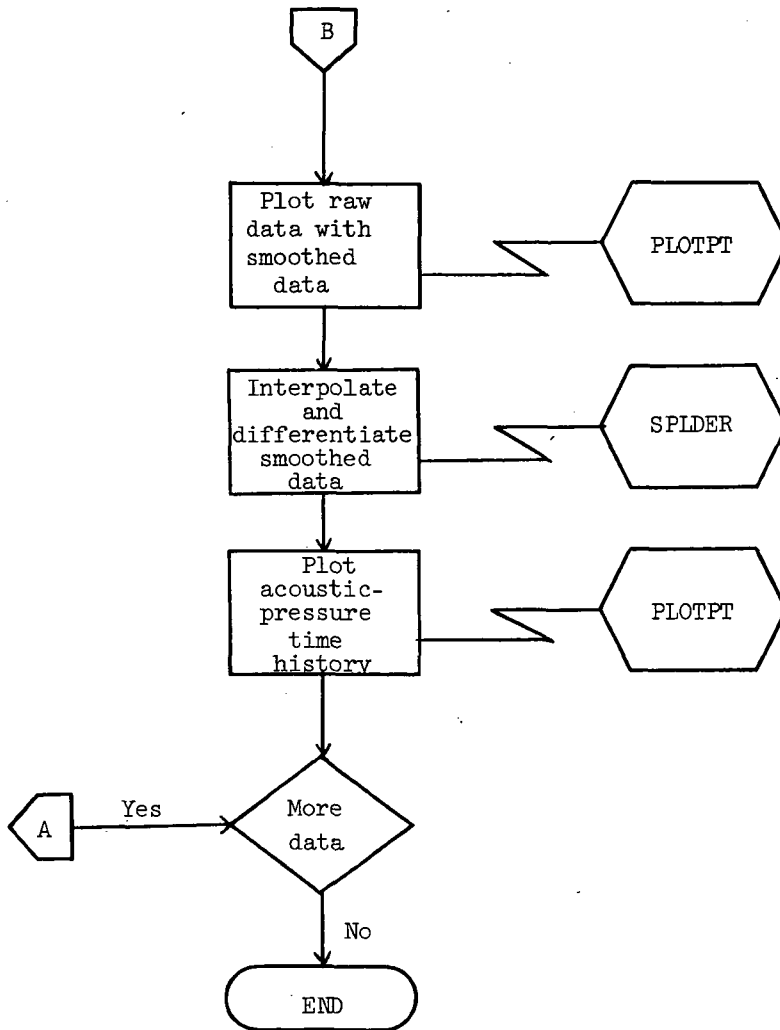 B
Plot raw
data with
smoothed
data
PLOTPT
Interpolate
and
differentiate
smoothed
data
SPLDER
Plot
acoustic-
pressure
time
history
PLOTPT
A
Yes
More
data
No
END